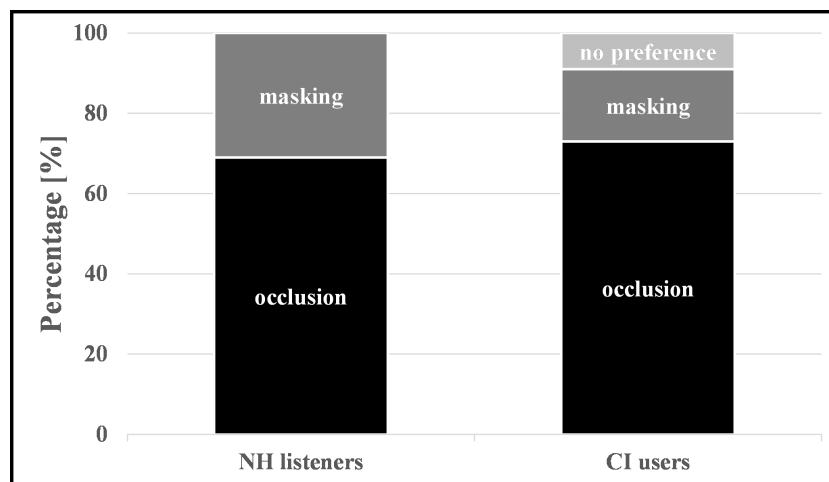 Percentage [%]
100
80
60
40
20
0
masking
occlusion
no preference
masking
occlusion
NH listeners
CI users